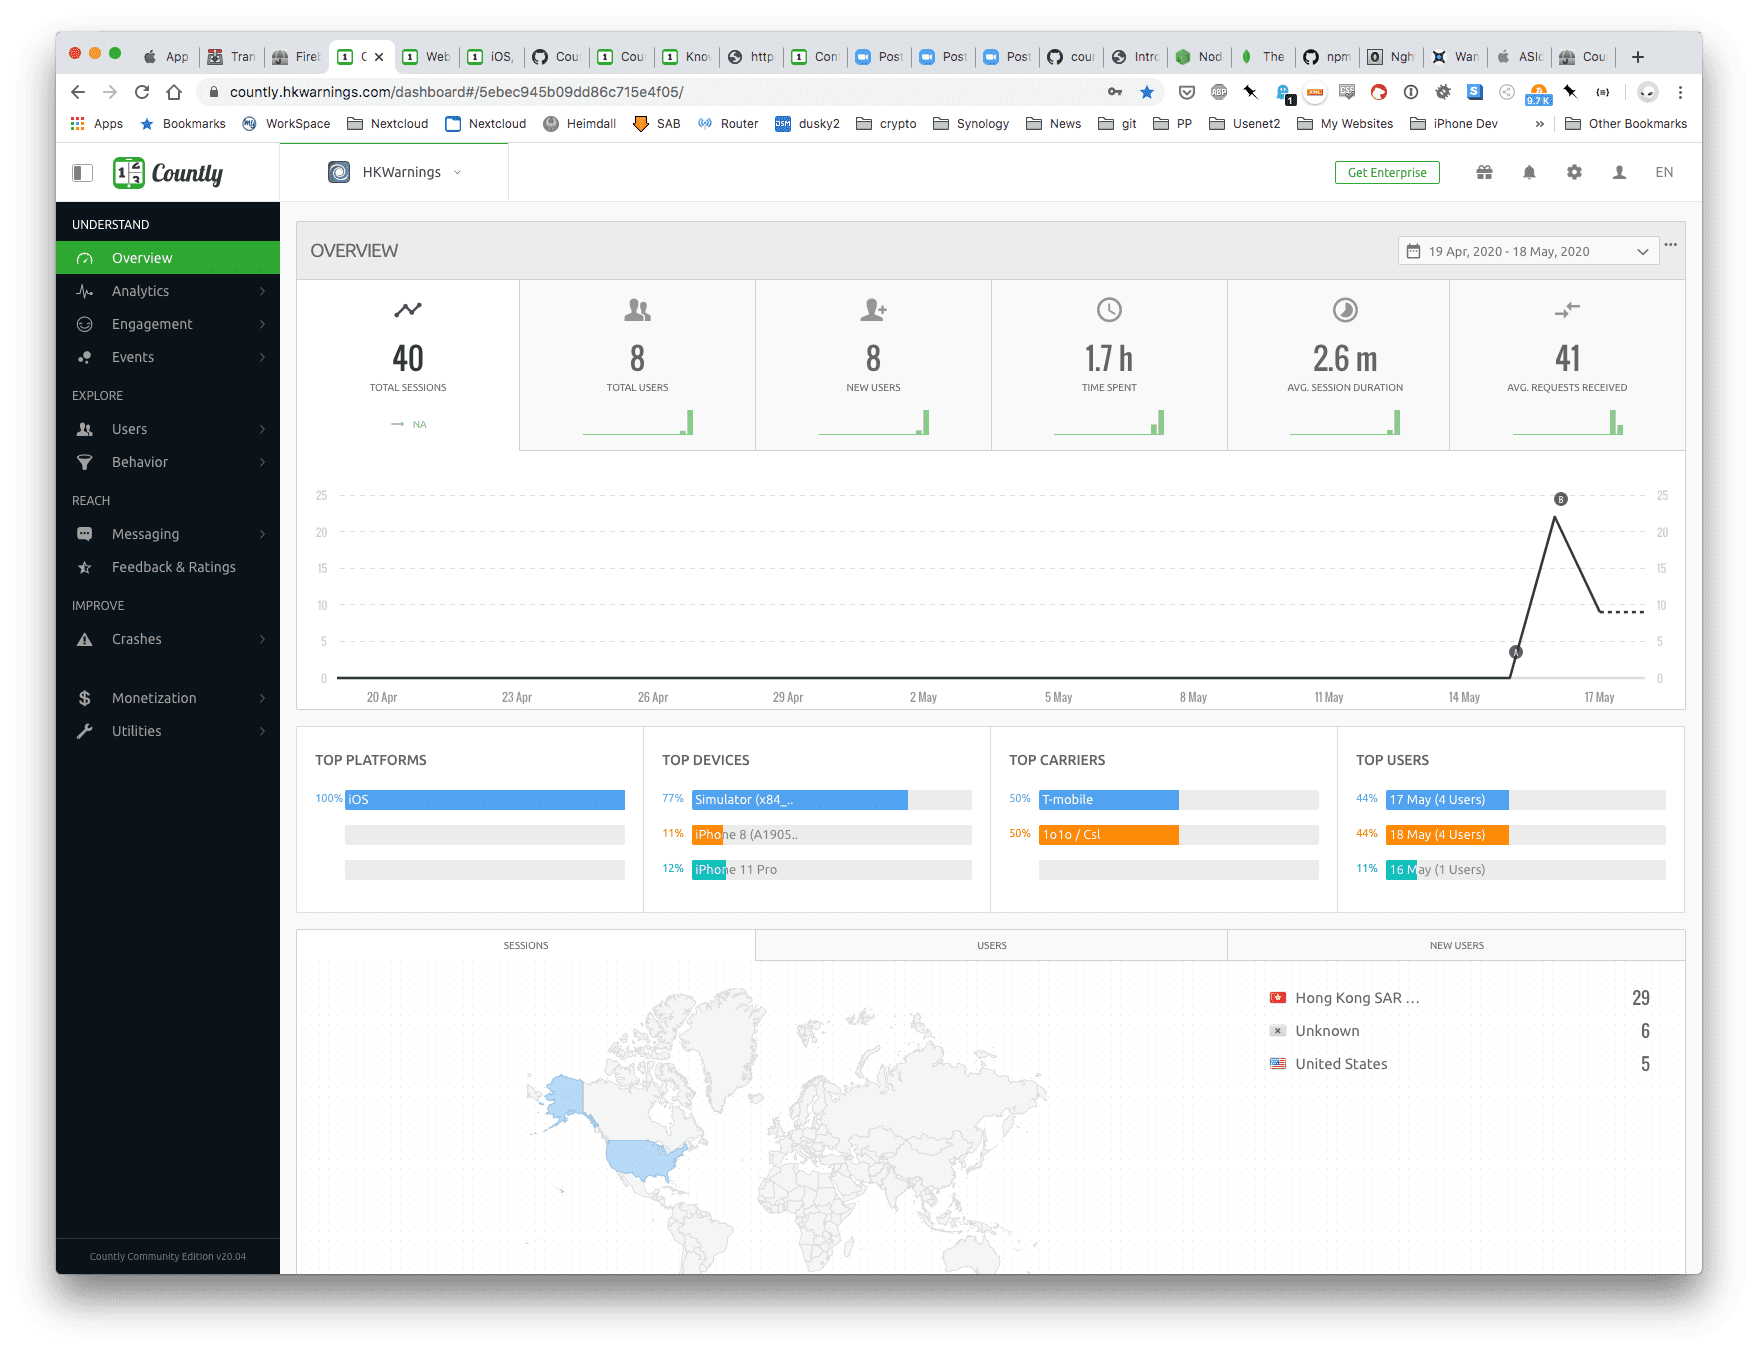 App Tran Fire C Web iOS, Cou Cou Kno http Con Post Post Post cour Intro Nod The npm Ngh Wan ASIc Cou
countly.hkwarnings.com/dashboard#/5ebec945b09dd86c715e4f05/
Apps Bookmarks WorkSpace Nextcloud Nextcloud Heimdall SAB Router dusky2 crypto Synology News git PP Usenet2 My Websites iPhone Dev » Other Bookmarks
Countly
HKWarnings
Get Enterprise
EN
UNDERSTAND
Overview
Analytics
Engagement
Events
EXPLORE
Users
Behavior
REACH
Messaging
Feedback & Ratings
IMPROVE
Crashes
Monetization
Utilities
Countly Community Edition v20.04
OVERVIEW
19 Apr, 2020 - 18 May, 2020
40
TOTAL SESSIONS
NA
8
TOTAL USERS
8
NEW USERS
1.7 h
TIME SPENT
2.6 m
AVG. SESSION DURATION
41
AVG. REQUESTS RECEIVED
25 25
20 20
15 15
10 10
5 5
0 0
B
A
20 Apr 23 Apr 26 Apr 29 Apr 2 May 5 May 8 May 11 May 14 May 17 May
TOP PLATFORMS
100% iOS
TOP DEVICES
77% Simulator (x84_..
11% iPhone 8 (A1905..
12% iPhone 11 Pro
TOP CARRIERS
50% T-mobile
50% 1o1o / Csl
TOP USERS
44% 17 May (4 Users)
44% 18 May (4 Users)
11% 16 May (1 Users)
SESSIONS USERS NEW USERS
Hong Kong SAR ... 29
Unknown 6
United States 5